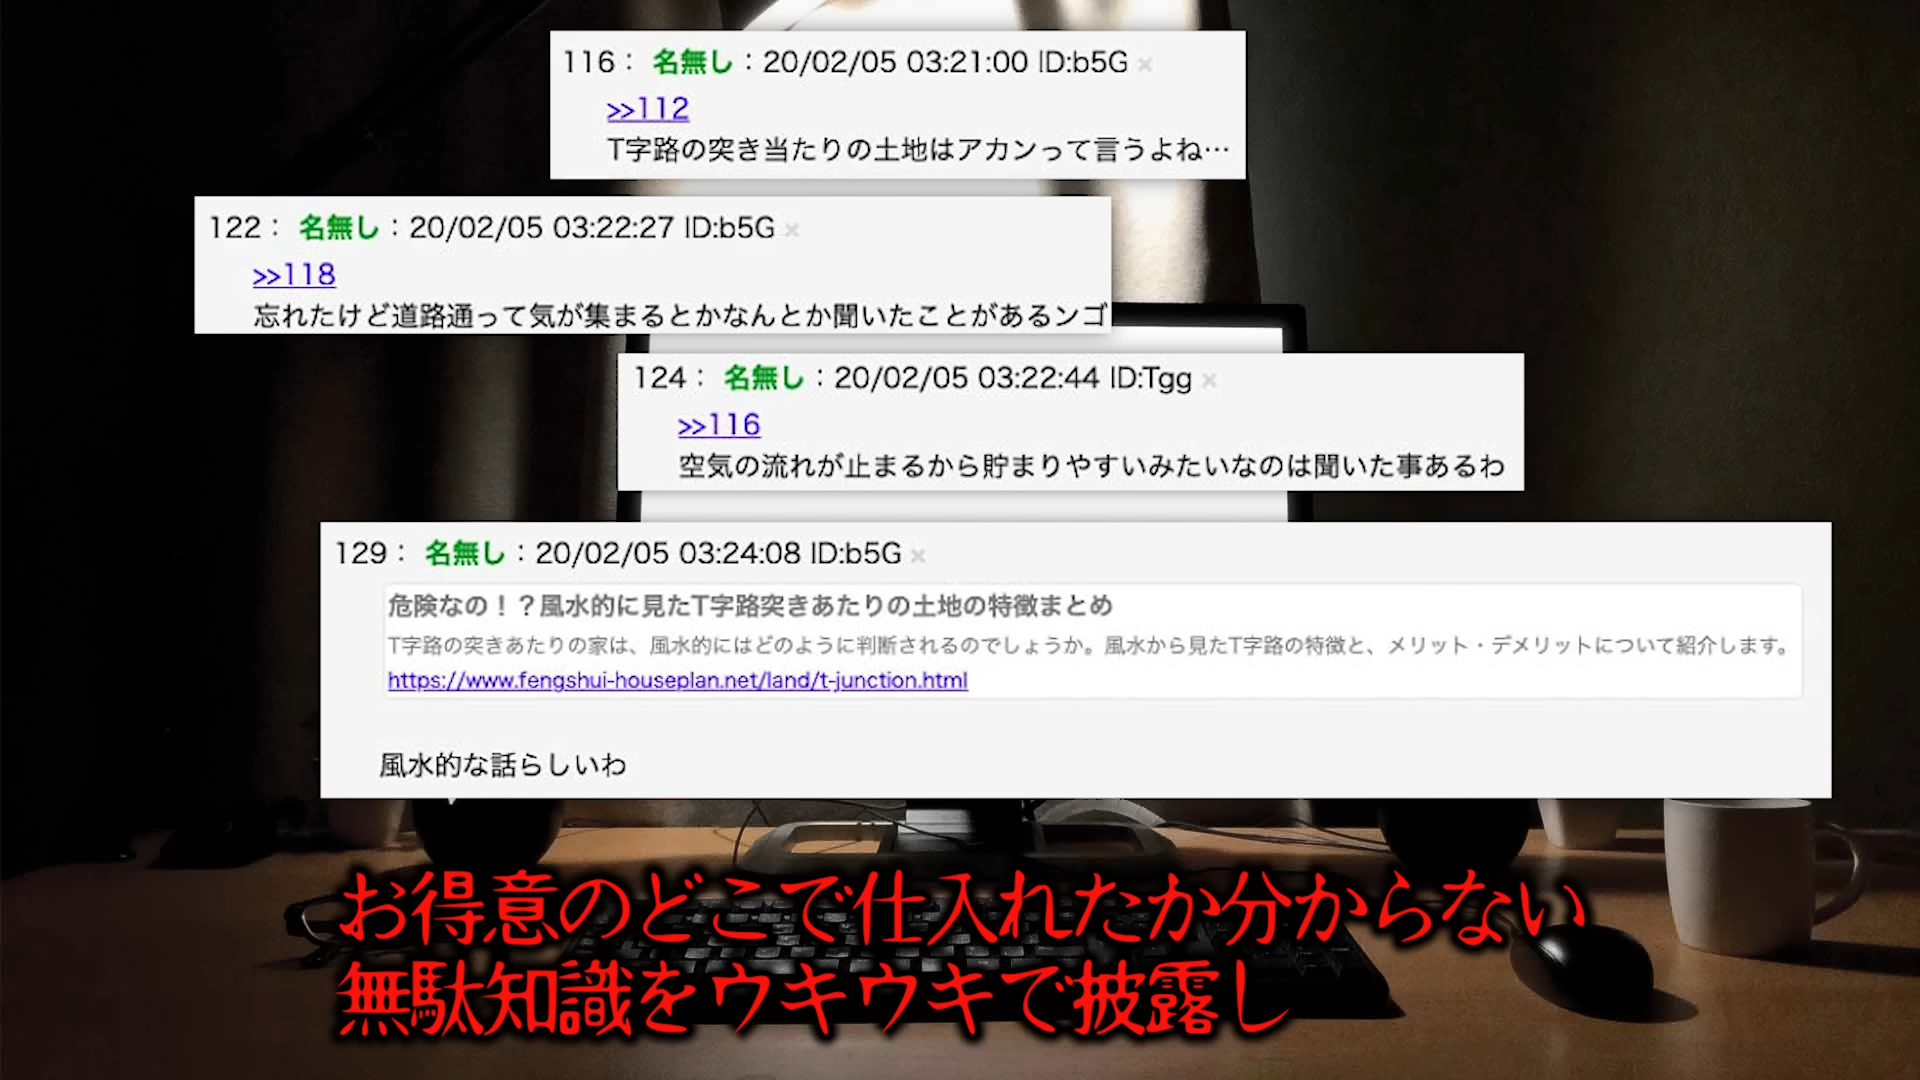 116： 名無し：20/02/05 03:21:00 ID:b5G ×
>>112
T字路の突き当たりの土地はアカンって言うよね…
122： 名無し：20/02/05 03:22:27 ID:b5G ×
>>118
忘れたけど道路通って気が集まるとかなんとか聞いたことがあるンゴ
124： 名無し：20/02/05 03:22:44 ID:Tgg ×
>>116
空気の流れが止まるから貯まりやすいみたいなのは聞いた事あるわ
129： 名無し：20/02/05 03:24:08 ID:b5G ×
危険なの！？風水的に見たT字路突きあたりの土地の特徴まとめ
T字路の突きあたりの家は、風水的にはどのように判断されるのでしょうか。風水から見たT字路の特徴と、メリット・デメリットについて紹介します。
https://www.fengshui-houseplan.net/land/t-junction.html
風水的な話らしいわ
お得意のどこで仕入れたか分からない
無駄知識をウキウキで披露し